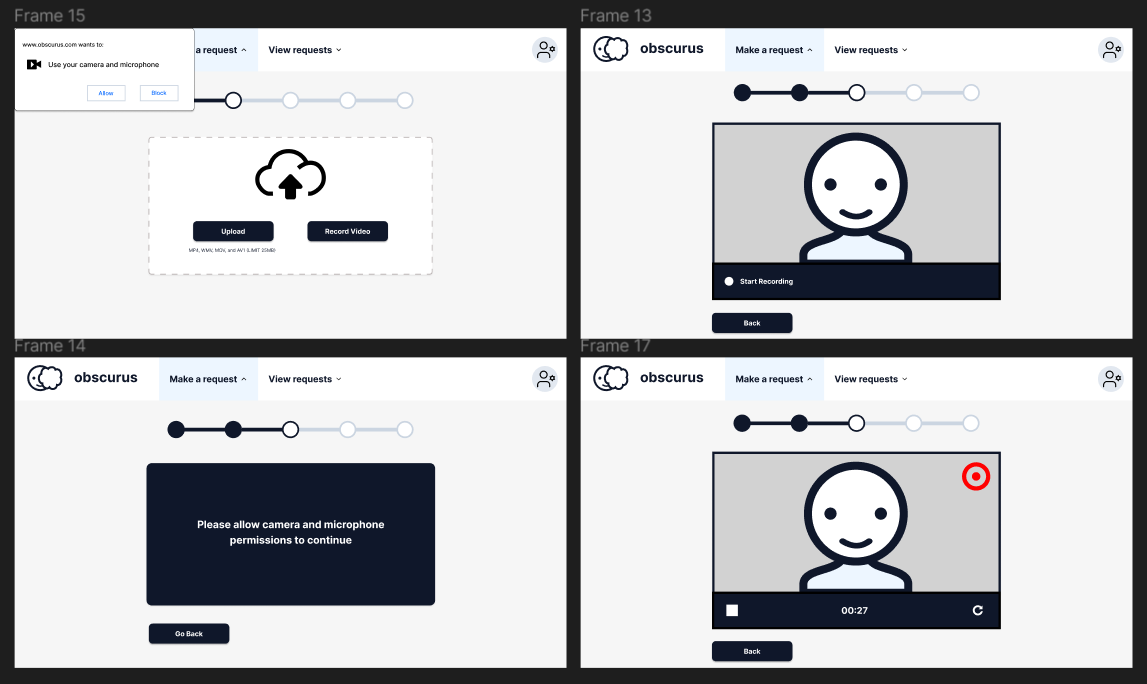 Frame 15
www.obscurus.com wants to:
Use your camera and microphone
Allow
Block
a request
View requests
Upload
Record Video
MP4, WMV, MOV, and AV1 (LIMIT 25MB)
Frame 13
obscurus
Make a request
View requests
Start Recording
Back
Frame 14
obscurus
Make a request
View requests
Please allow camera and microphone
permissions to continue
Go Back
Frame 17
obscurus
Make a request
View requests
00:27
Back